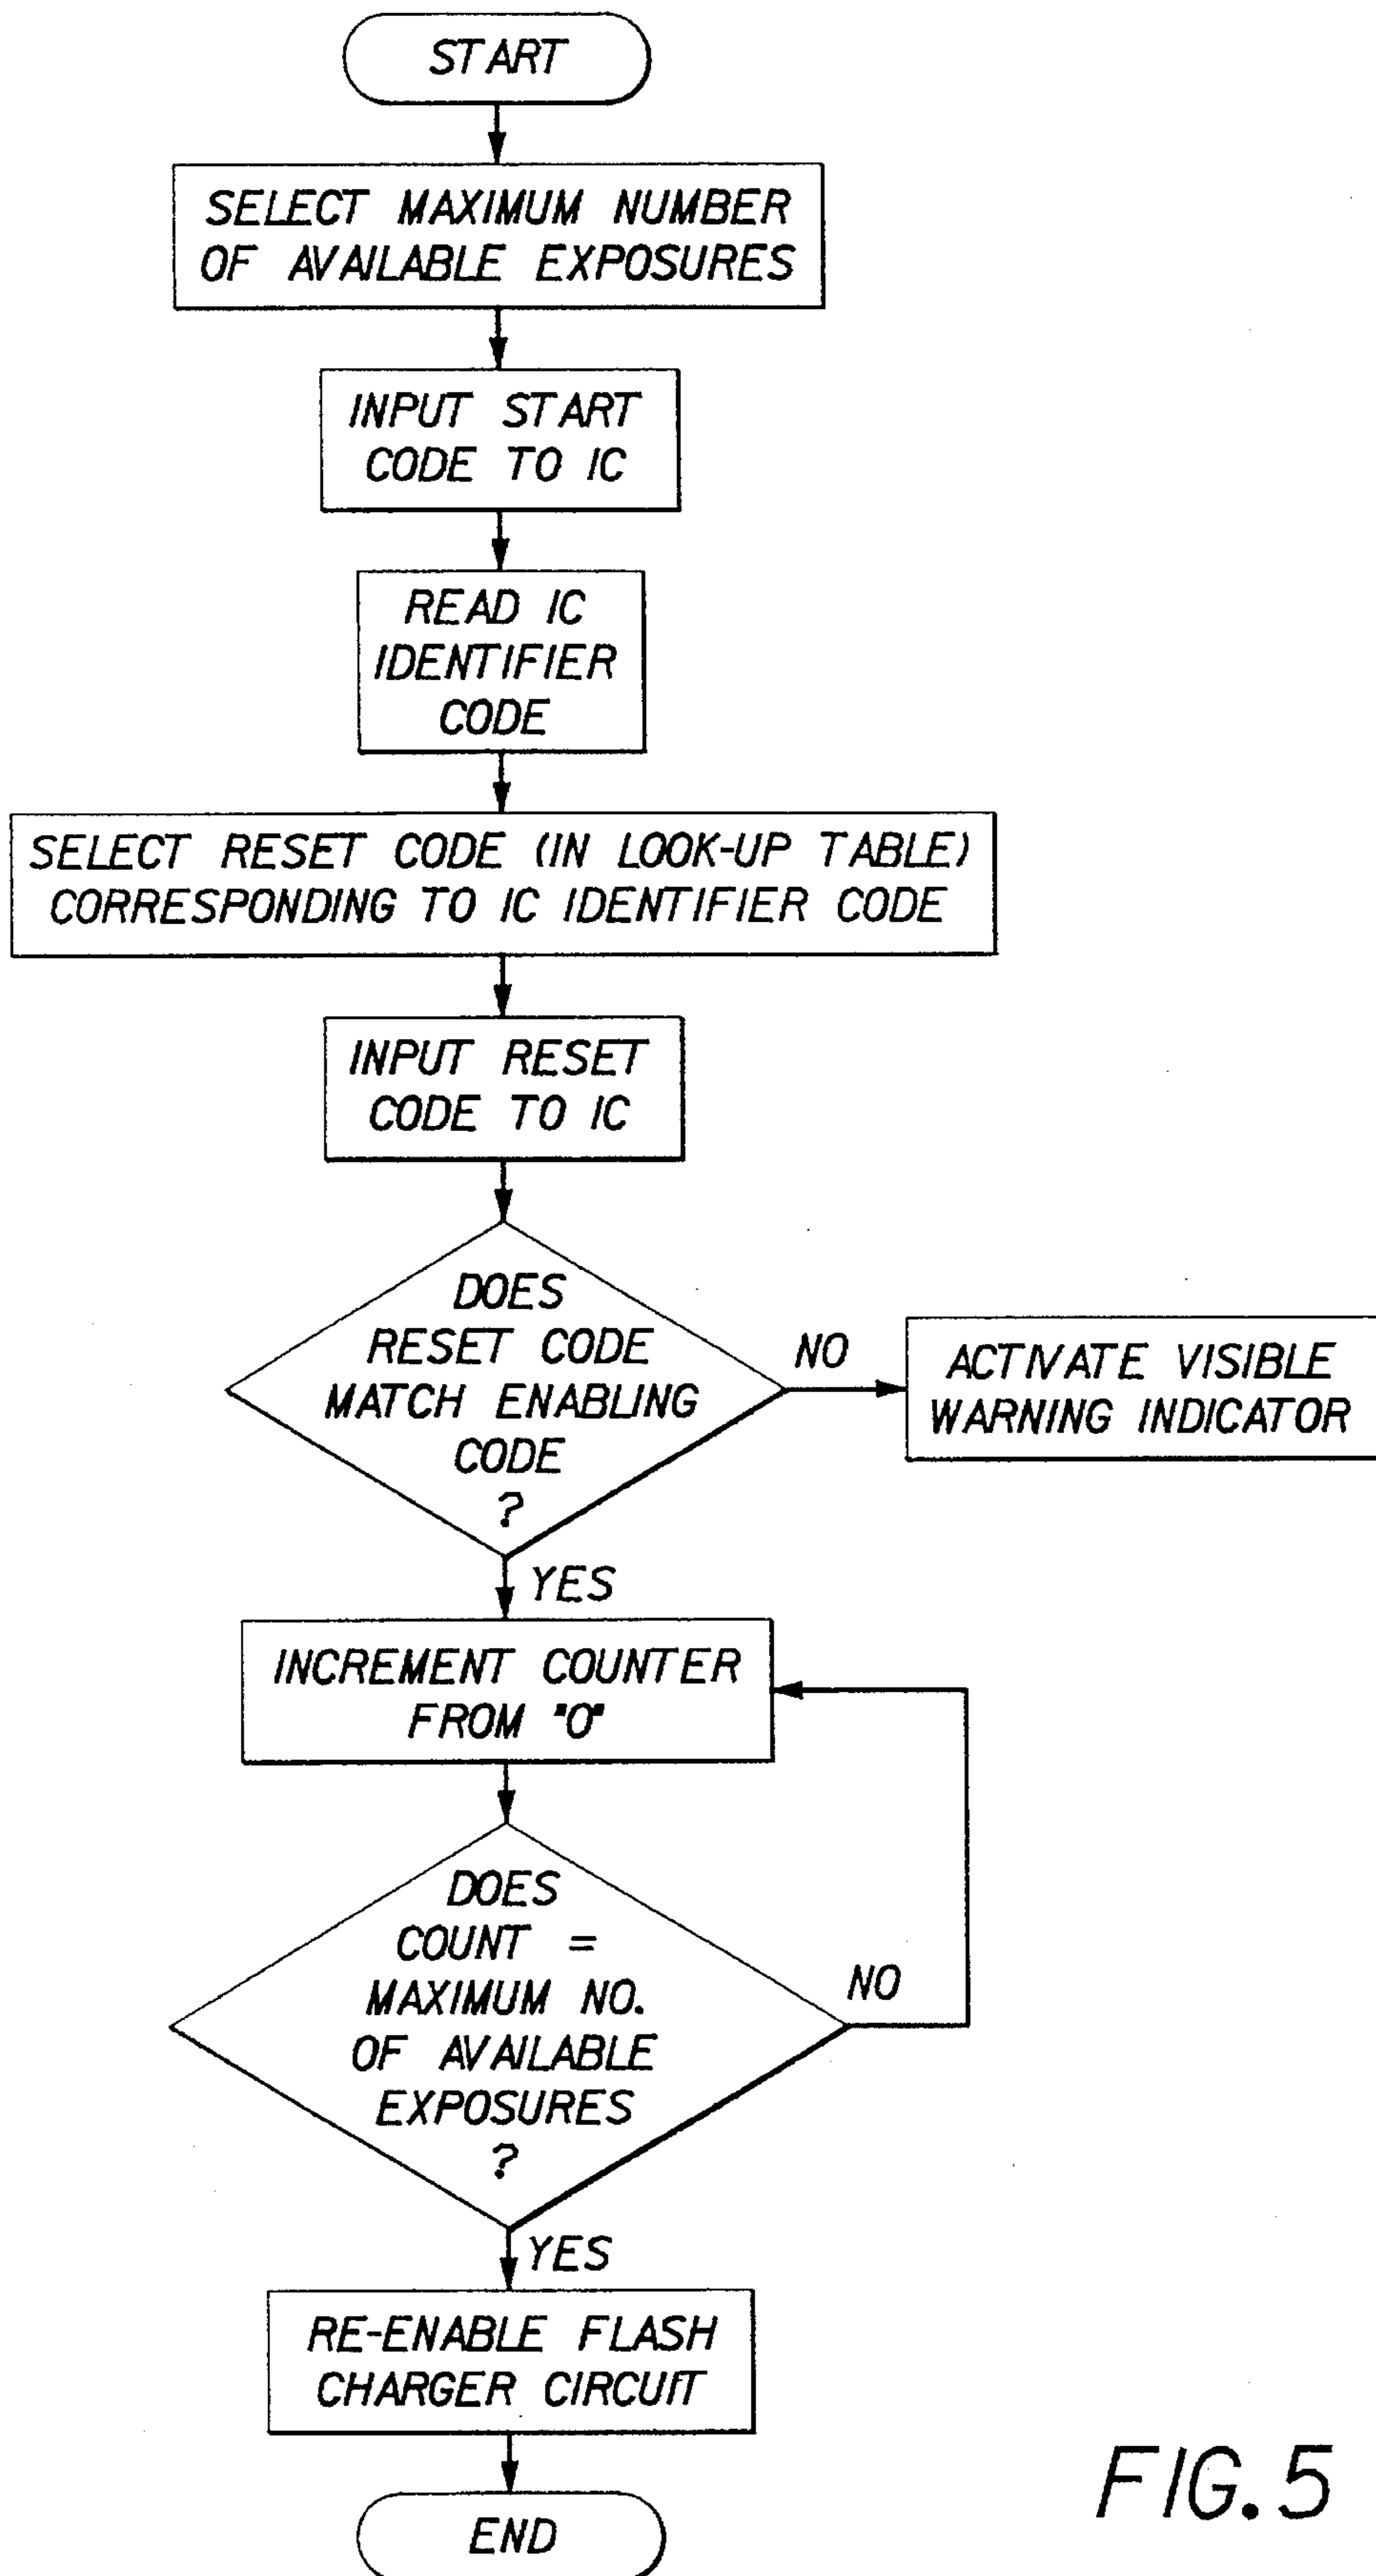 START
SELECT MAXIMUM NUMBER
OF AVAILABLE EXPOSURES
INPUT START
CODE TO IC
READ IC
IDENTIFIER
CODE
SELECT RESET CODE (IN LOOK-UP TABLE)
CORRESPONDING TO IC IDENTIFIER CODE
INPUT RESET
CODE TO IC
DOES
RESET CODE
MATCH ENABLING
CODE
?
NO
ACTIVATE VISIBLE
WARNING INDICATOR
YES
INCREMENT COUNTER
FROM "0"
DOES
COUNT =
MAXIMUM NO.
OF AVAILABLE
EXPOSURES
?
NO
YES
RE-ENABLE FLASH
CHARGER CIRCUIT
END
FIG. 5